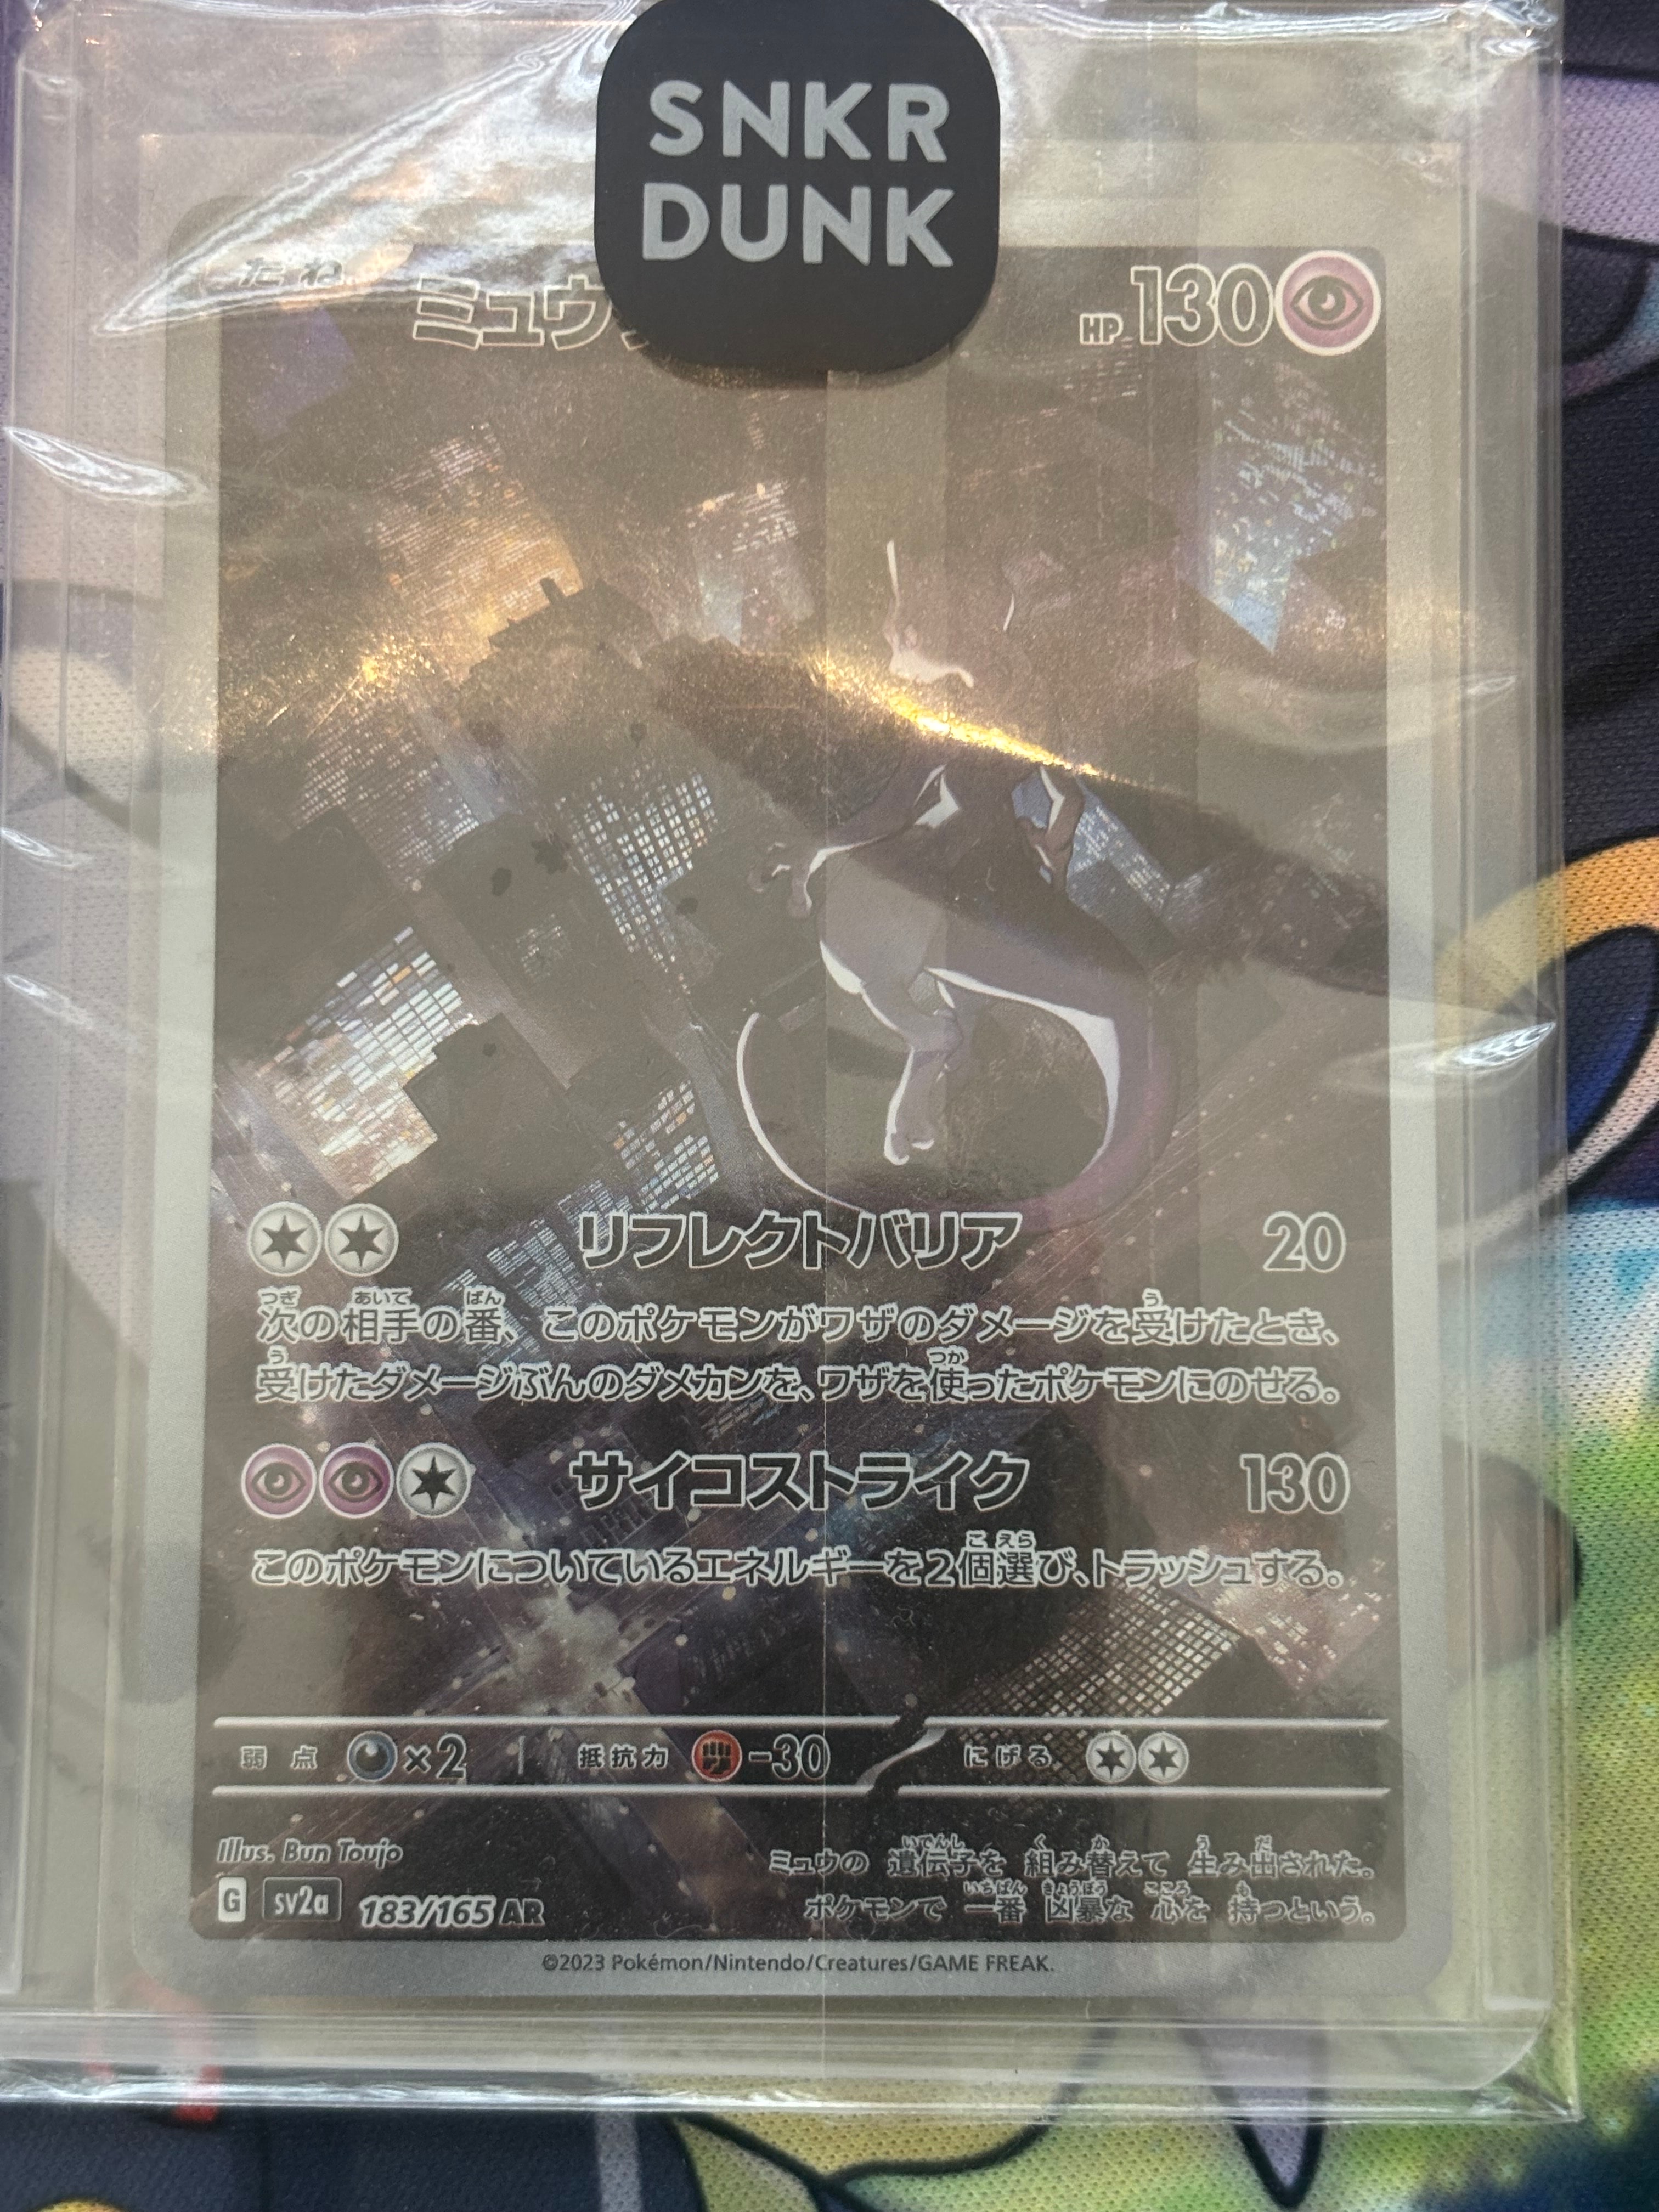 SNKR
DUNK
たね
ミュウ
HP 130
リフレクトバリア 20
次の相手の番、このポケモンがワザのダメージを受けたとき、
受けたダメージぶんのダメカンを、ワザを使ったポケモンにのせる。
サイコストライク 130
このポケモンについているエネルギーを2個選び、トラッシュする。
弱点 ×2 抵抗力 -30 にげる
Illus. Bun Toujo
ミュウの 遺伝子を 組み替えて 生み出された。
G sv2a 183/165 AR
ポケモンで 一番 凶暴な 心を 持つという。
©2023 Pokémon/Nintendo/Creatures/GAME FREAK.